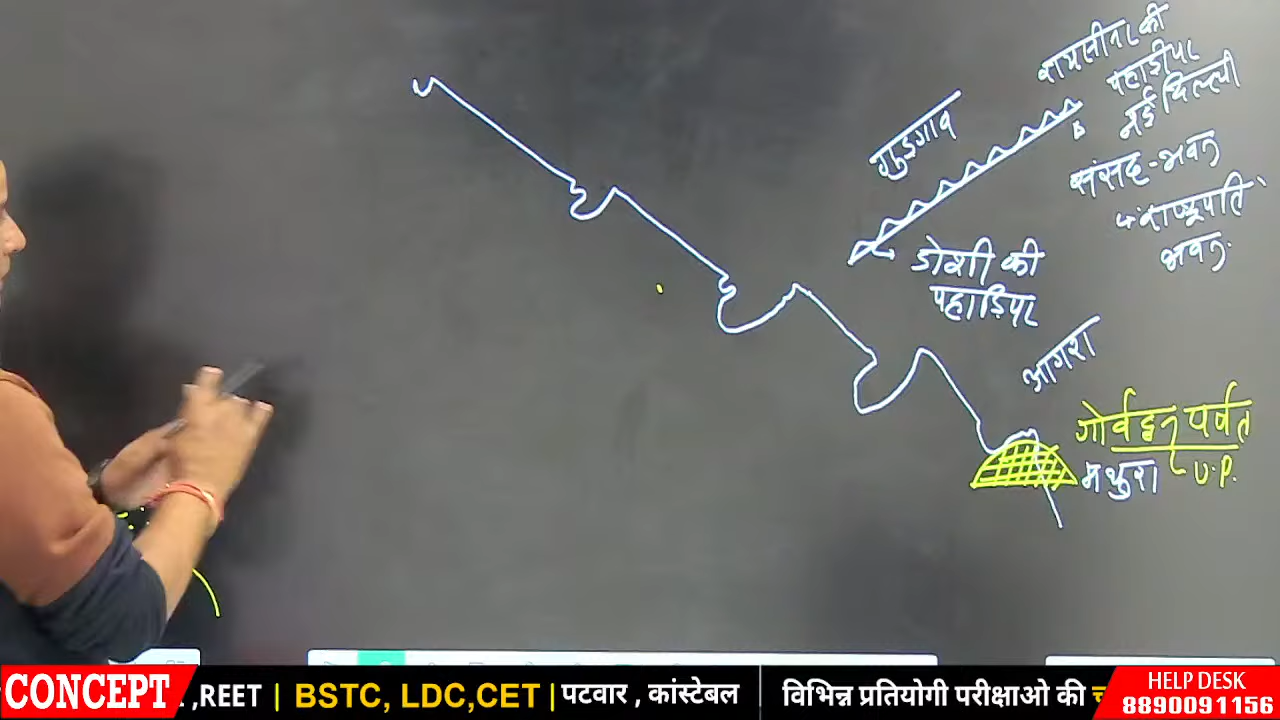 रायसीना की
पहाड़ीया
नई दिल्ली
गुड़गाव
संसद-भवन
राष्ट्रपति
भवन
डोशी की
पहाड़िया
आगरा
गोर्वद्धन पर्वत
मथुरा
U.P.
CONCEPT
,REET | BSTC, LDC,CET | पटवार , कांस्टेबल | विभिन्न प्रतियोगी परीक्षाओ की
HELP DESK
8890091156